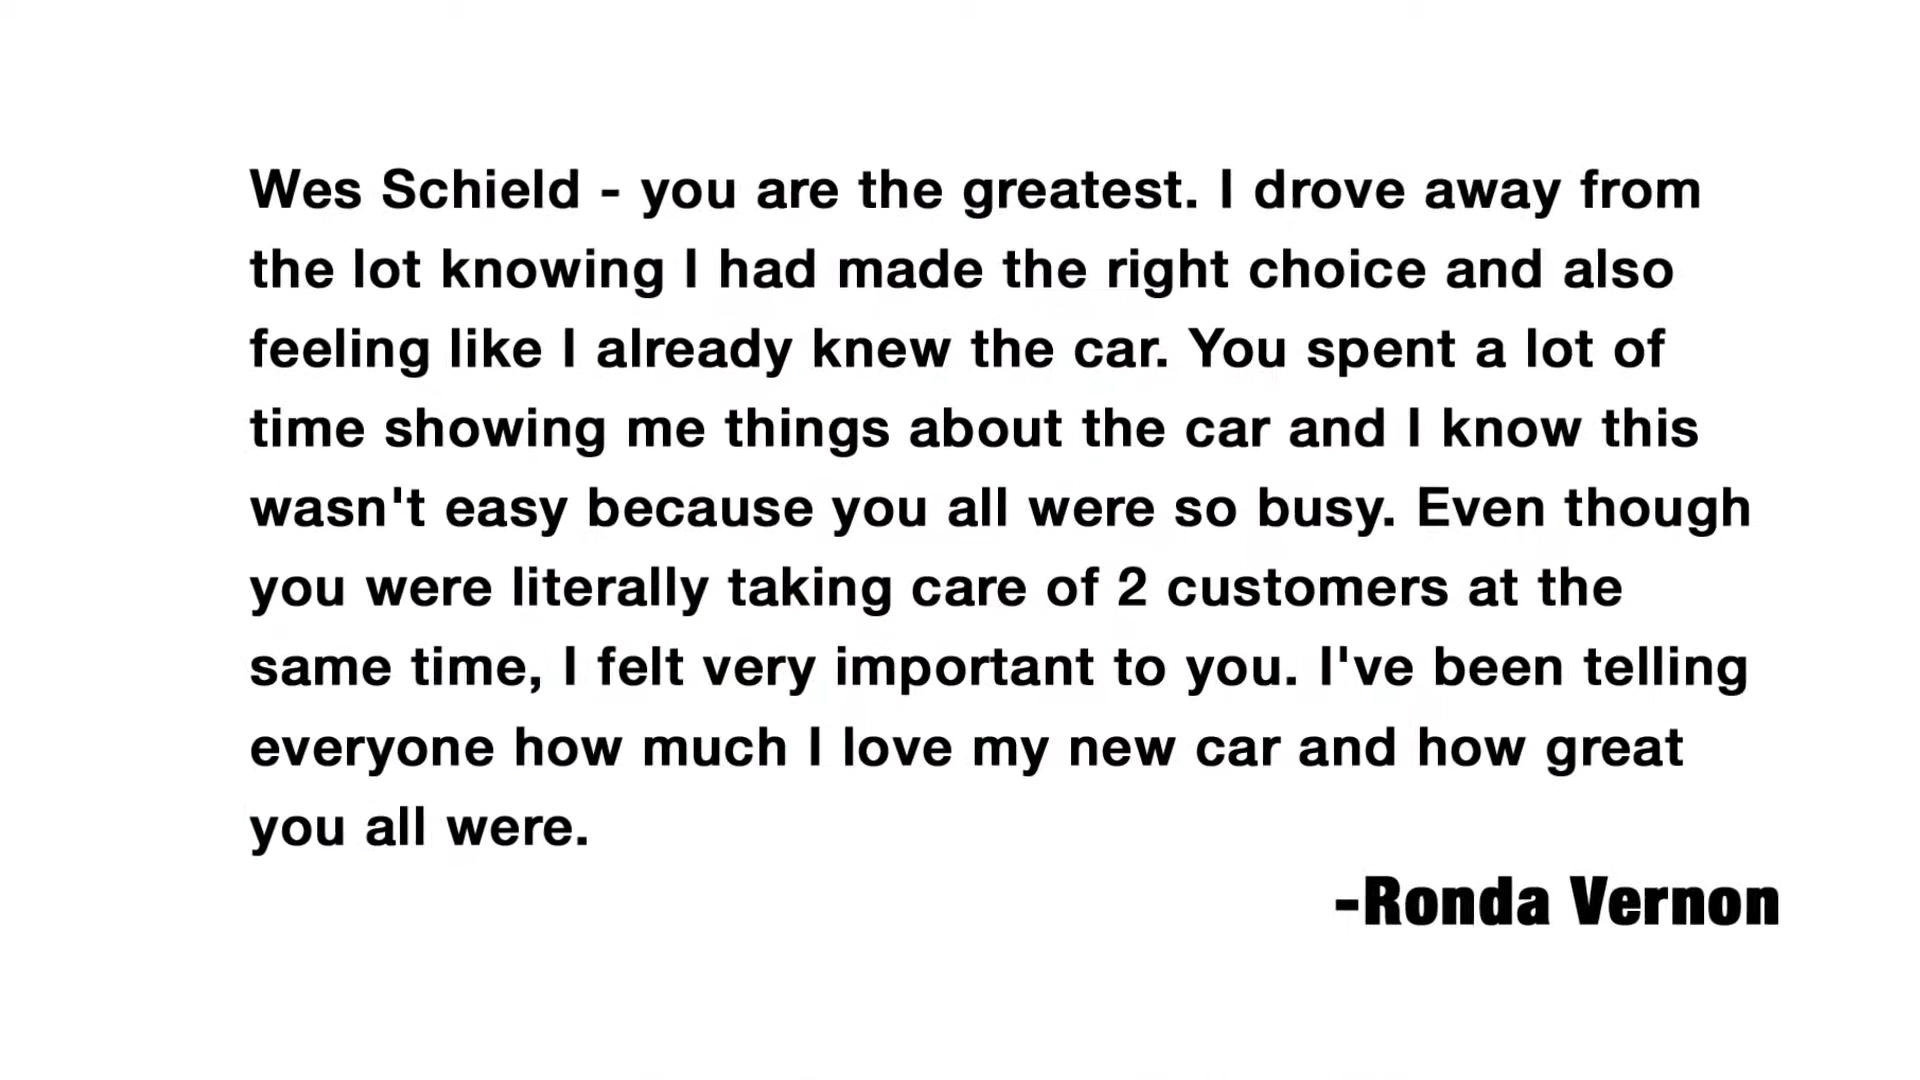 Wes Schield - you are the greatest. I drove away from
the lot knowing I had made the right choice and also
feeling like I already knew the car. You spent a lot of
time showing me things about the car and I know this
wasn't easy because you all were so busy. Even though
you were literally taking care of 2 customers at the
same time, I felt very important to you. I've been telling
everyone how much I love my new car and how great
you all were.
-Ronda Vernon